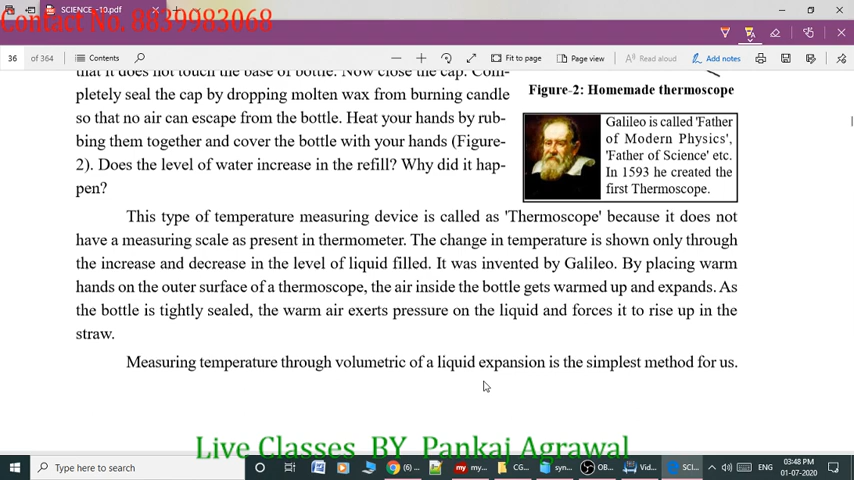 SCIENCE -10.pdf
Contact No. 8839983068
36 of 364
Contents
Fit to page
Page view
Read aloud
Add notes
that it does not touch the base of bottle. Now close the cap. Com-
pletely seal the cap by dropping molten wax from burning candle
so that no air can escape from the bottle. Heat your hands by rub-
bing them together and cover the bottle with your hands (Figure-
2). Does the level of water increase in the refill? Why did it hap-
pen?
Figure-2: Homemade thermoscope
Galileo is called 'Father
of Modern Physics',
'Father of Science' etc.
In 1593 he created the
first Thermoscope.
This type of temperature measuring device is called as 'Thermoscope' because it does not
have a measuring scale as present in thermometer. The change in temperature is shown only through
the increase and decrease in the level of liquid filled. It was invented by Galileo. By placing warm
hands on the outer surface of a thermoscope, the air inside the bottle gets warmed up and expands. As
the bottle is tightly sealed, the warm air exerts pressure on the liquid and forces it to rise up in the
straw.
Measuring temperature through volumetric of a liquid expansion is the simplest method for us.
Live Classes BY Pankaj Agrawal
Type here to search
(9) ...
my...
CG...
syn...
OB...
Vid...
SCI...
ENG
03:48 PM
01-07-2020